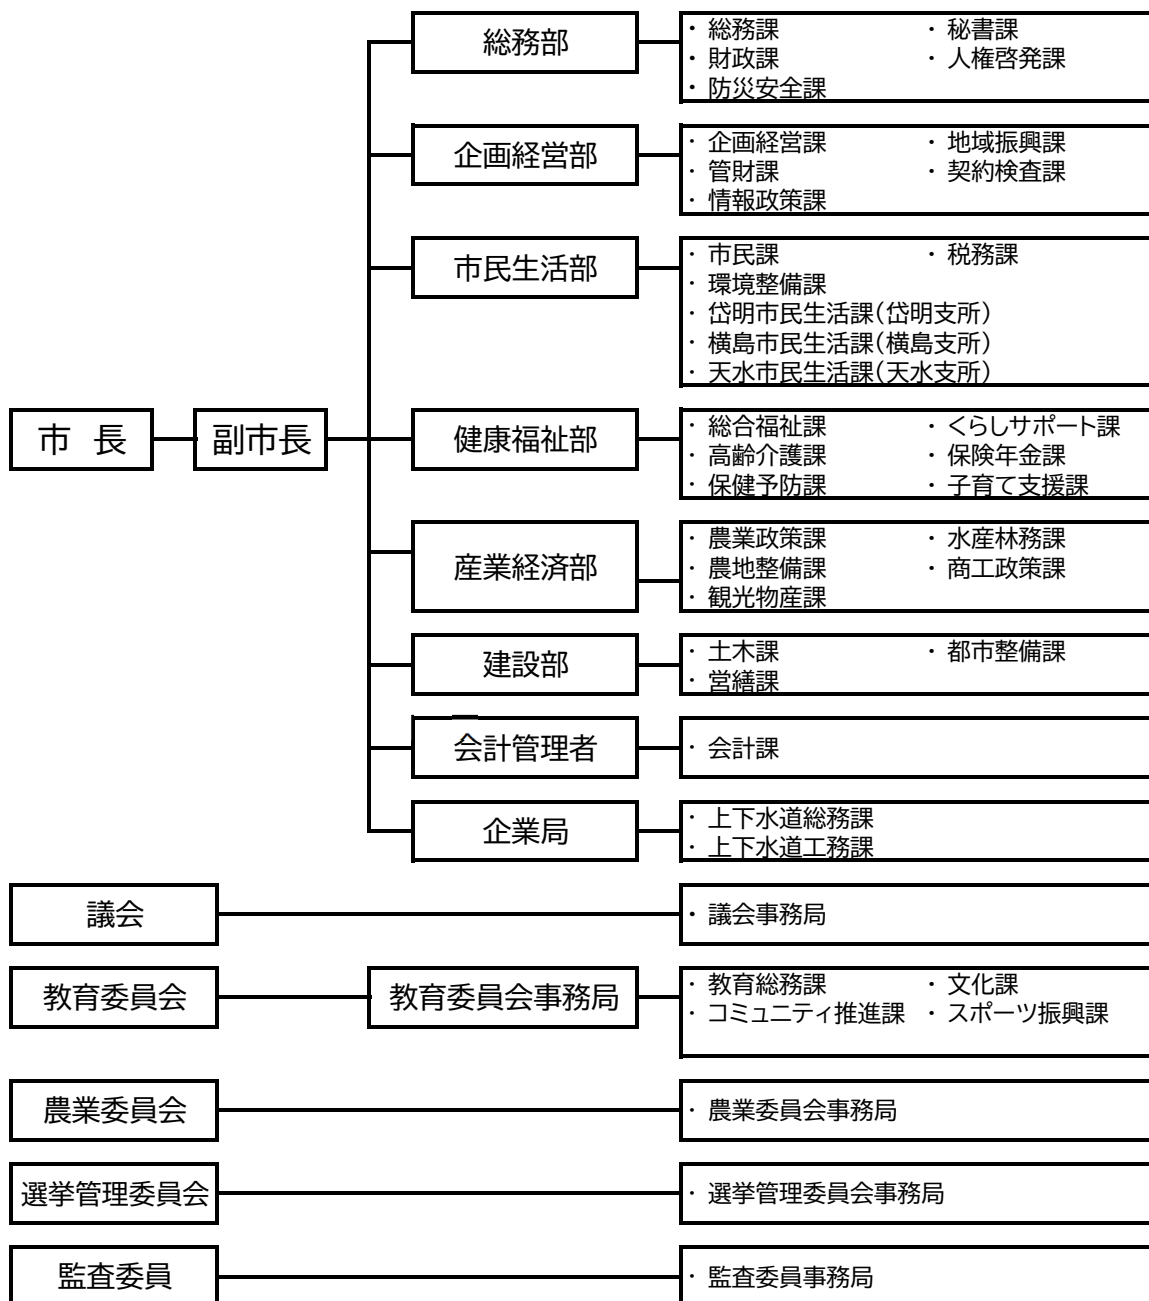 総務部
・ 総務課 ・ 秘書課
・ 財政課 ・ 人権啓発課
・ 防災安全課
企画経営部
・ 企画経営課 ・ 地域振興課
・ 管財課 ・ 契約検査課
・ 情報政策課
市民生活部
・ 市民課 ・ 税務課
・ 環境整備課
・ 岱明市民生活課(岱明支所)
・ 横島市民生活課(横島支所)
・ 天水市民生活課(天水支所)
市 長
副市長
健康福祉部
・ 総合福祉課 ・ くらしサポート課
・ 高齢介護課 ・ 保険年金課
・ 保健予防課 ・ 子育て支援課
産業経済部
・ 農業政策課 ・ 水産林務課
・ 農地整備課 ・ 商工政策課
・ 観光物産課
建設部
・ 土木課 ・ 都市整備課
・ 営繕課
会計管理者
・ 会計課
企業局
・ 上下水道総務課
・ 上下水道工務課
議会
・ 議会事務局
教育委員会
教育委員会事務局
・ 教育総務課 ・ 文化課
・ コミュニティ推進課 ・ スポーツ振興課
農業委員会
・ 農業委員会事務局
選挙管理委員会
・ 選挙管理委員会事務局
監査委員
・ 監査委員事務局